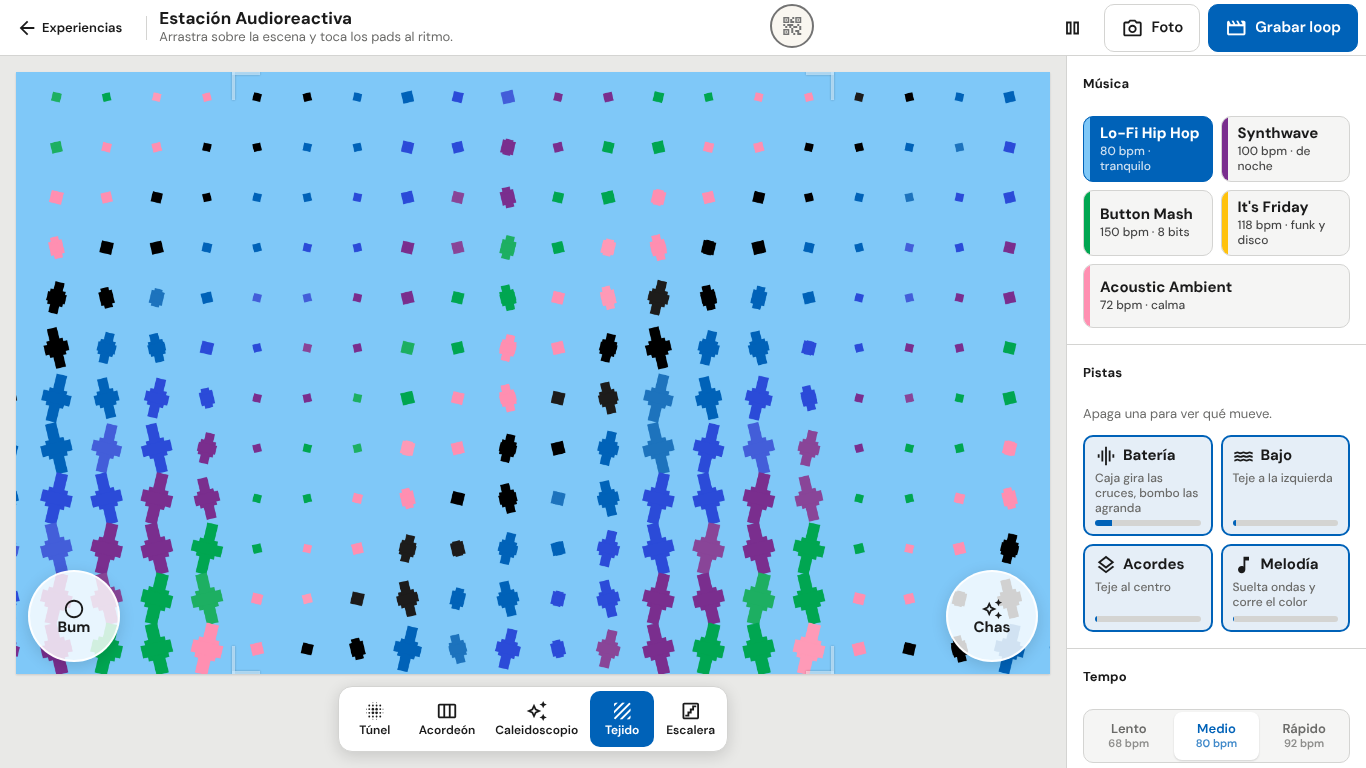 Experiencias
Estación Audioreactiva
Arrastra sobre la escena y toca los pads al ritmo.
Foto
Grabar loop
Música
Lo-Fi Hip Hop
80 bpm ·
tranquilo
Synthwave
100 bpm · de
noche
Button Mash
150 bpm · 8 bits
It's Friday
118 bpm · funk y
disco
Acoustic Ambient
72 bpm · calma
Pistas
Apaga una para ver qué mueve.
Batería
Caja gira las
cruces, bombo las
agranda
Bajo
Teje a la izquierda
Acordes
Teje al centro
Melodía
Suelta ondas y
corre el color
Tempo
Lento
68 bpm
Medio
80 bpm
Rápido
92 bpm
Bum
Chas
Túnel
Acordeón
Caleidoscopio
Tejido
Escalera